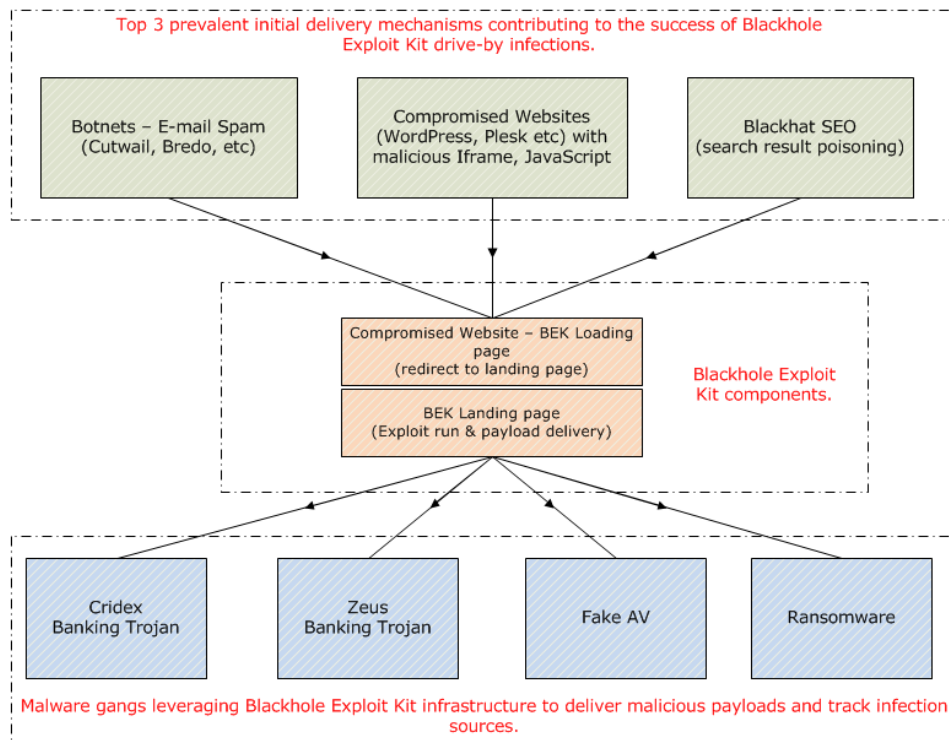 Top 3 prevalent initial delivery mechanisms contributing to the success of Blackhole
Exploit Kit drive-by infections.
Botnets – E-mail Spam
(Cutwail, Bredo, etc)
Compromised Websites
(WordPress, Plesk etc) with
malicious Iframe, JavaScript
Blackhat SEO
(search result poisoning)
Compromised Website – BEK Loading
page
(redirect to landing page)
BEK Landing page
(Exploit run & payload delivery)
Blackhole Exploit
Kit components.
Cridex
Banking Trojan
Zeus
Banking Trojan
Fake AV
Ransomware
Malware gangs leveraging Blackhole Exploit Kit infrastructure to deliver malicious payloads and track infection
sources.